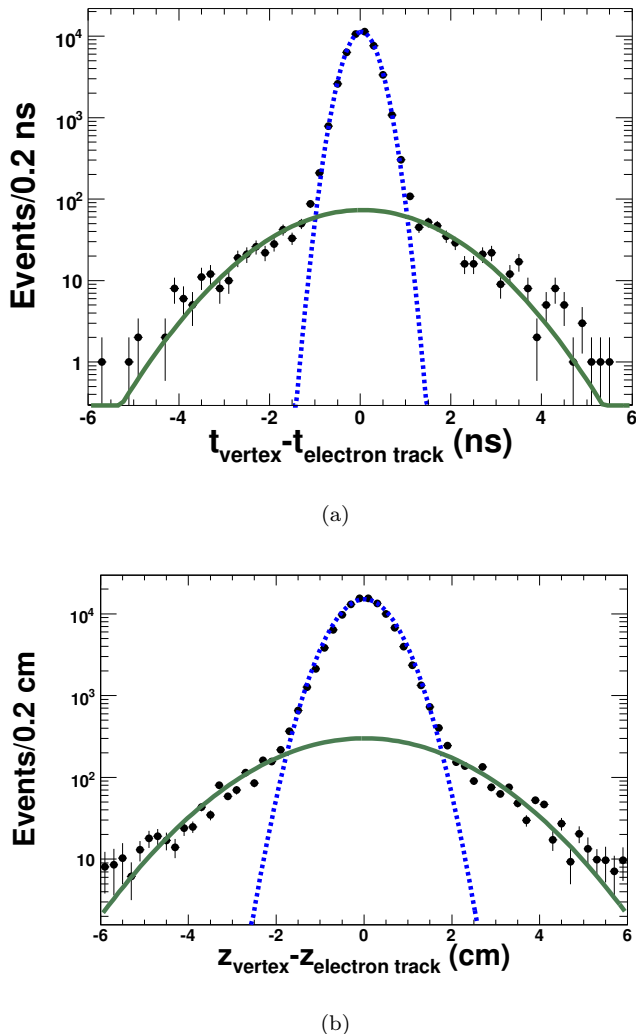 Events/0.2 ns
10⁴
10³
10²
10
1
-6 -4 -2 0 2 4 6
t_vertex-t_electron track (ns)
(a)
Events/0.2 cm
10⁴
10³
10²
10
-6 -4 -2 0 2 4 6
z_vertex-z_electron track (cm)
(b)